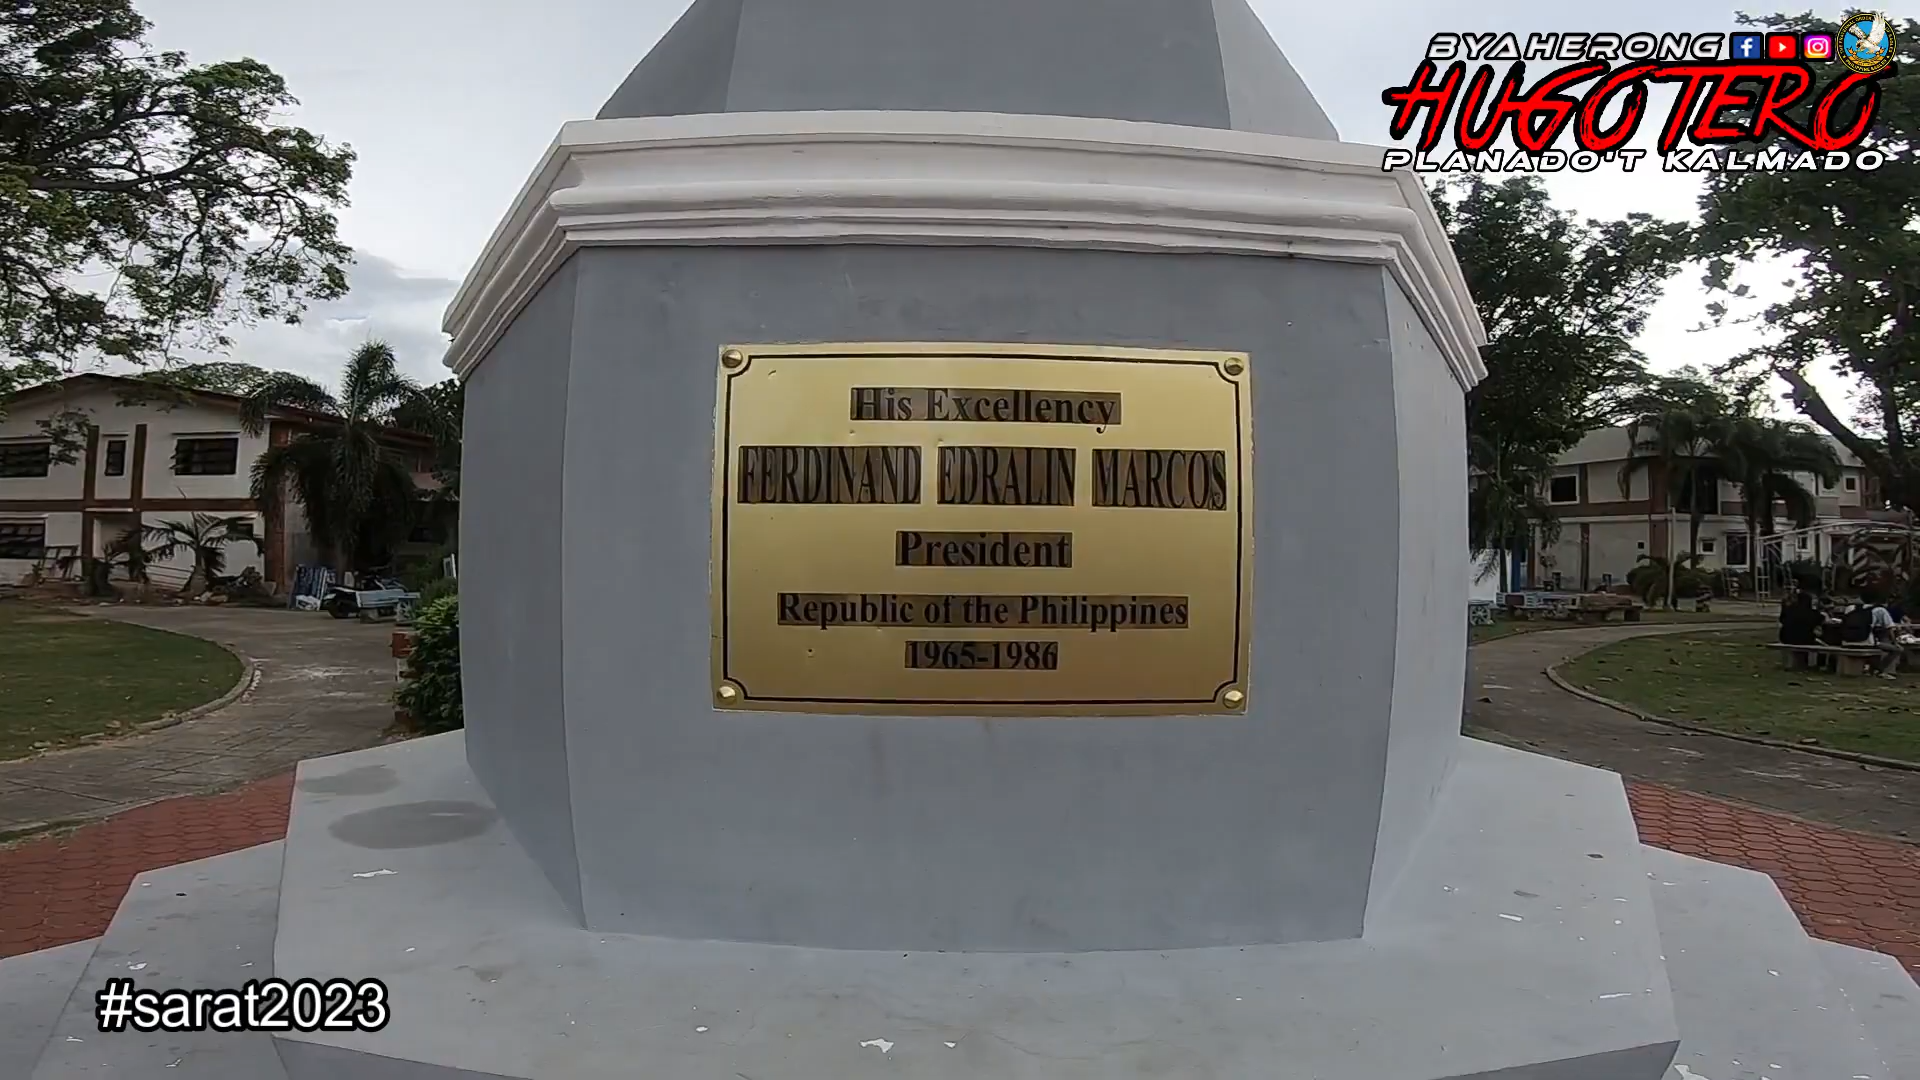 BYAHERONG
HUGOTERO
PLANADO'T KALMADO
His Excellency
FERDINAND EDRALIN MARCOS
President
Republic of the Philippines
1965-1986
#sarat2023